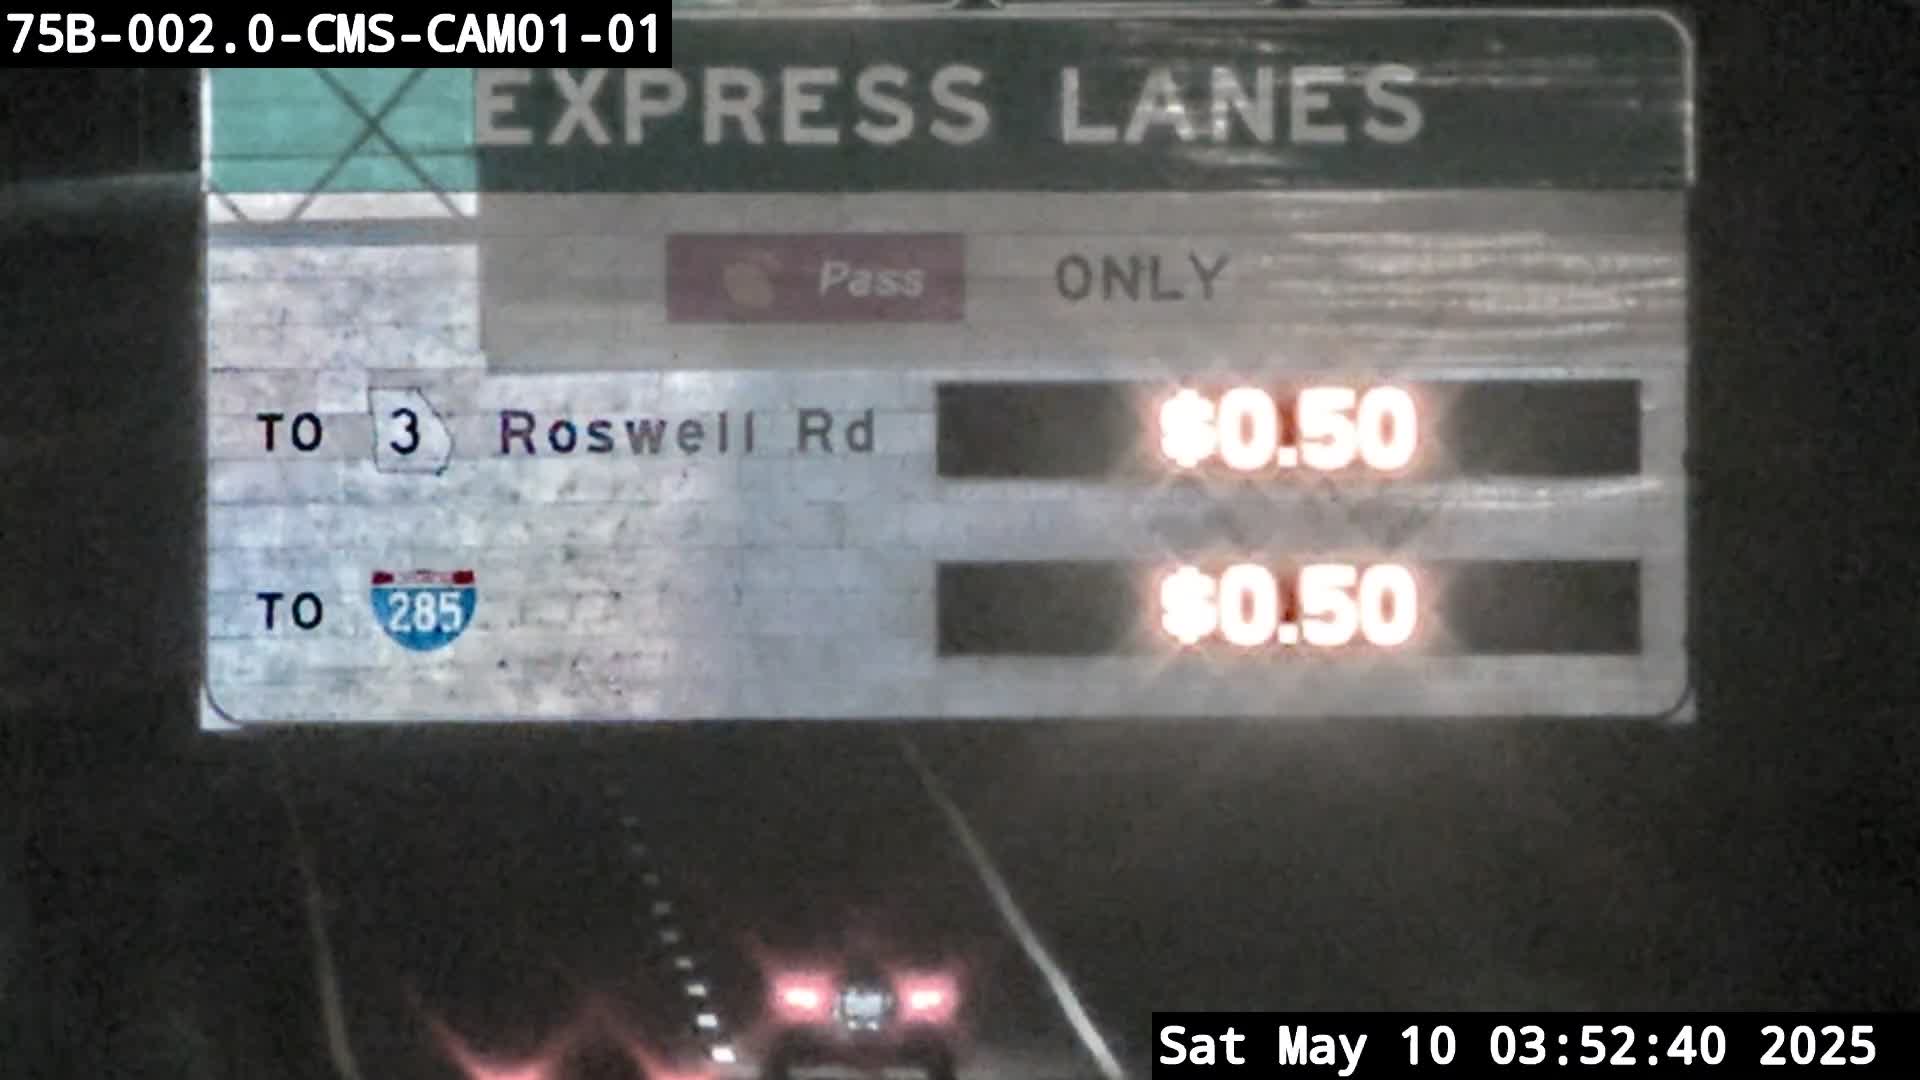 75B-002.0-CMS-CAM01-01
EXPRESS LANES
Pass ONLY
TO 3 Roswell Rd $0.50
TO 285 $0.50
Sat May 10 03:52:40 2025